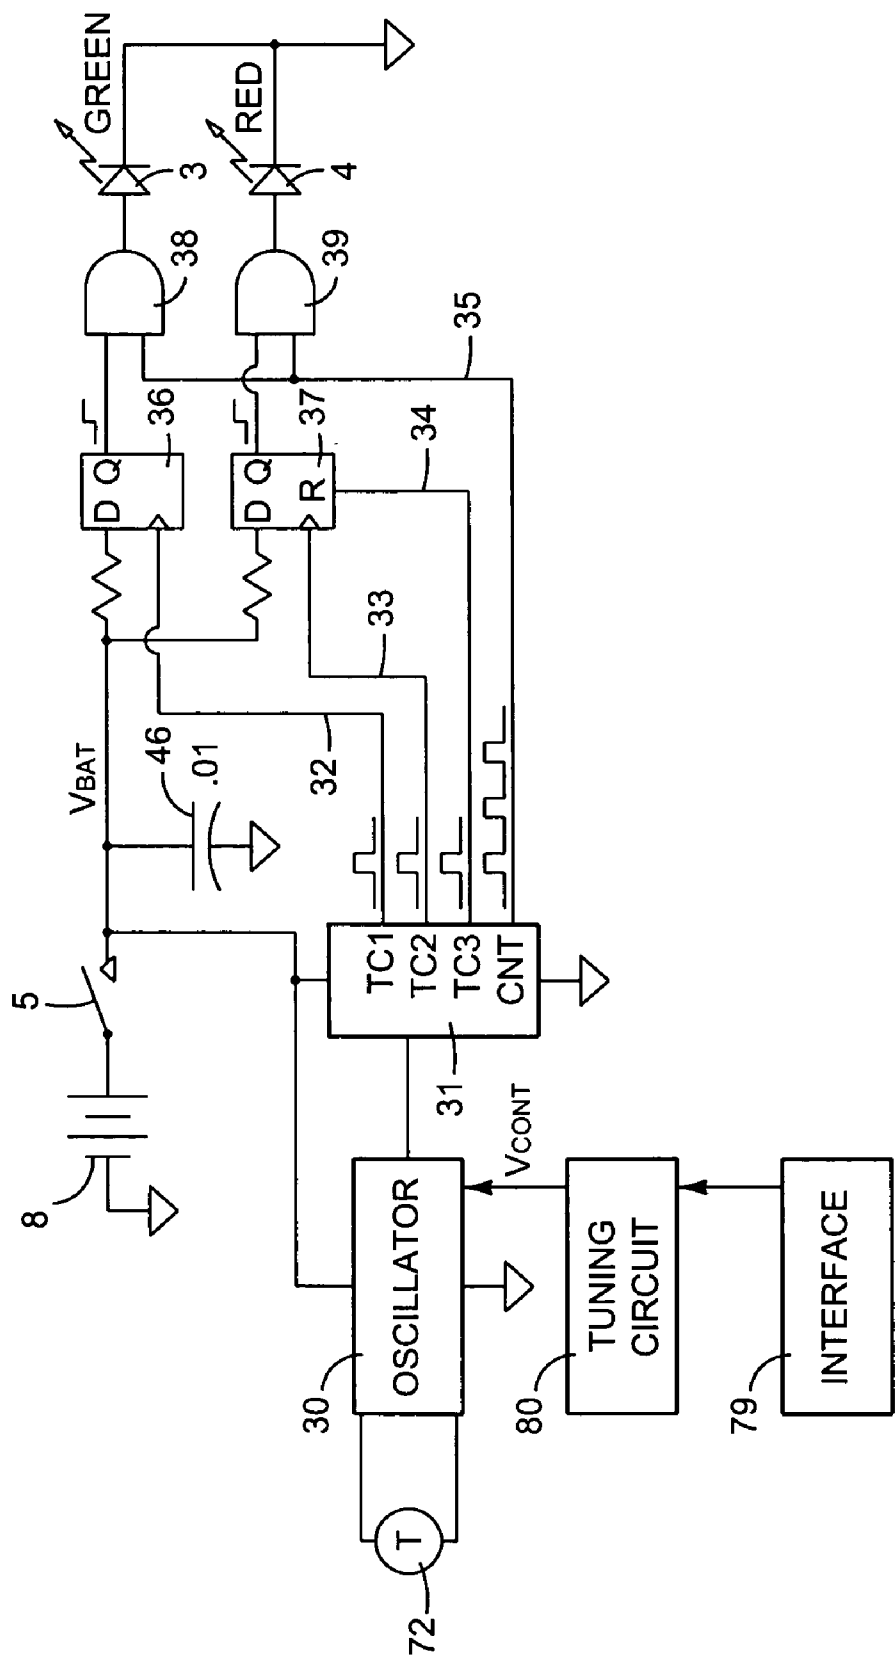 GREEN
RED
3
4
38
39
35
D Q
36
D Q
R
37
34
33
32
VBAT
46
.01
5
8
TC1
TC2
TC3
CNT
31
VCONT
OSCILLATOR
30
TUNING
CIRCUIT
80
INTERFACE
79
T
72